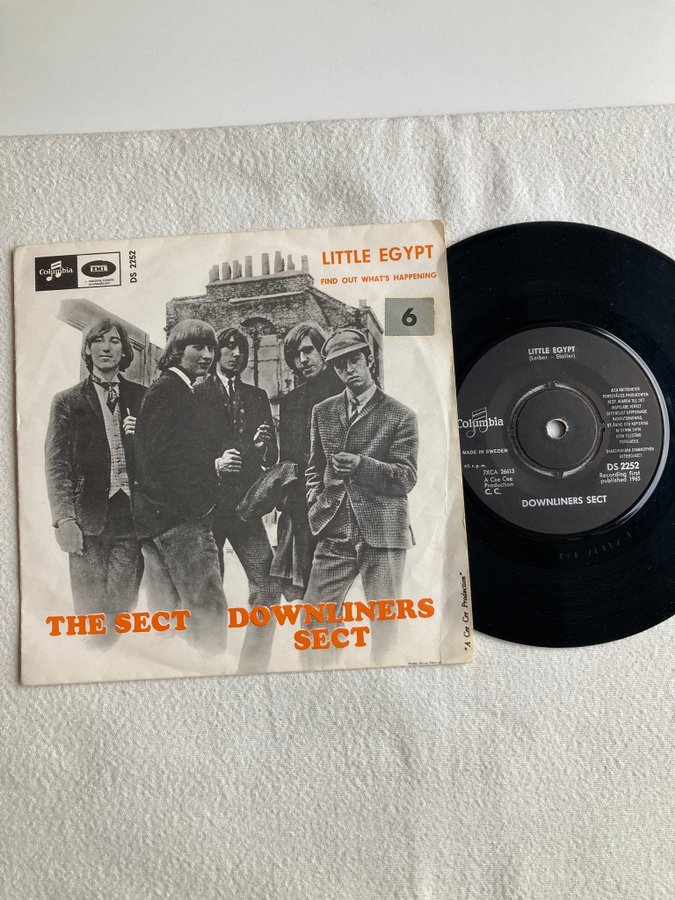 Columbia
EMI
DS 2252
LITTLE EGYPT
FIND OUT WHAT'S HAPPENING
6
THE SECT
DOWNLINERS
SECT
"A Cee Cee Production"
LITTLE EGYPT
(Leiber - Stoller)
Columbia
MADE IN SWEDEN
45 r.p.m.
7XCA 26613
A Cee Cee
Production
C. C.
DS 2252
Recording first
published 1965
DOWNLINERS SECT